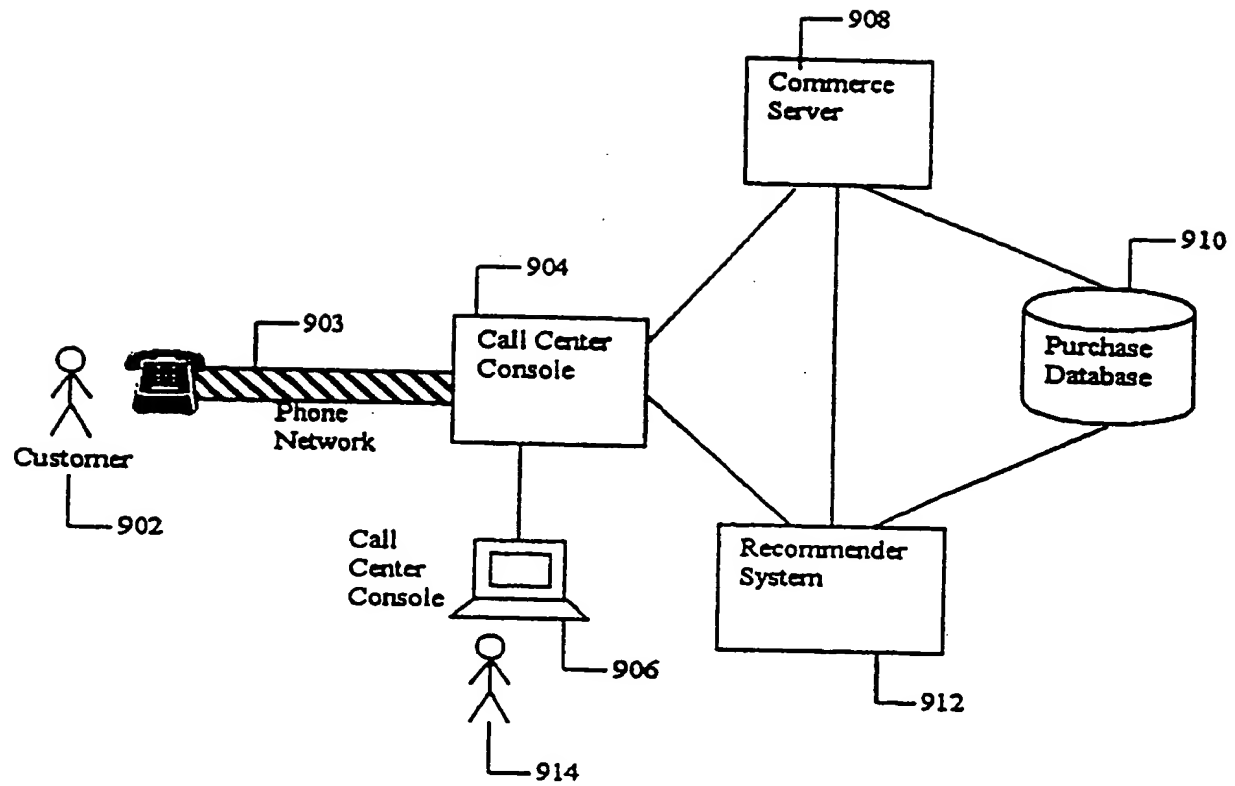 908
Commerce
Server
910
904
903
Call Center
Console
Purchase
Database
Phone
Network
Customer
902
Call
Center
Console
Recommender
System
906
912
914